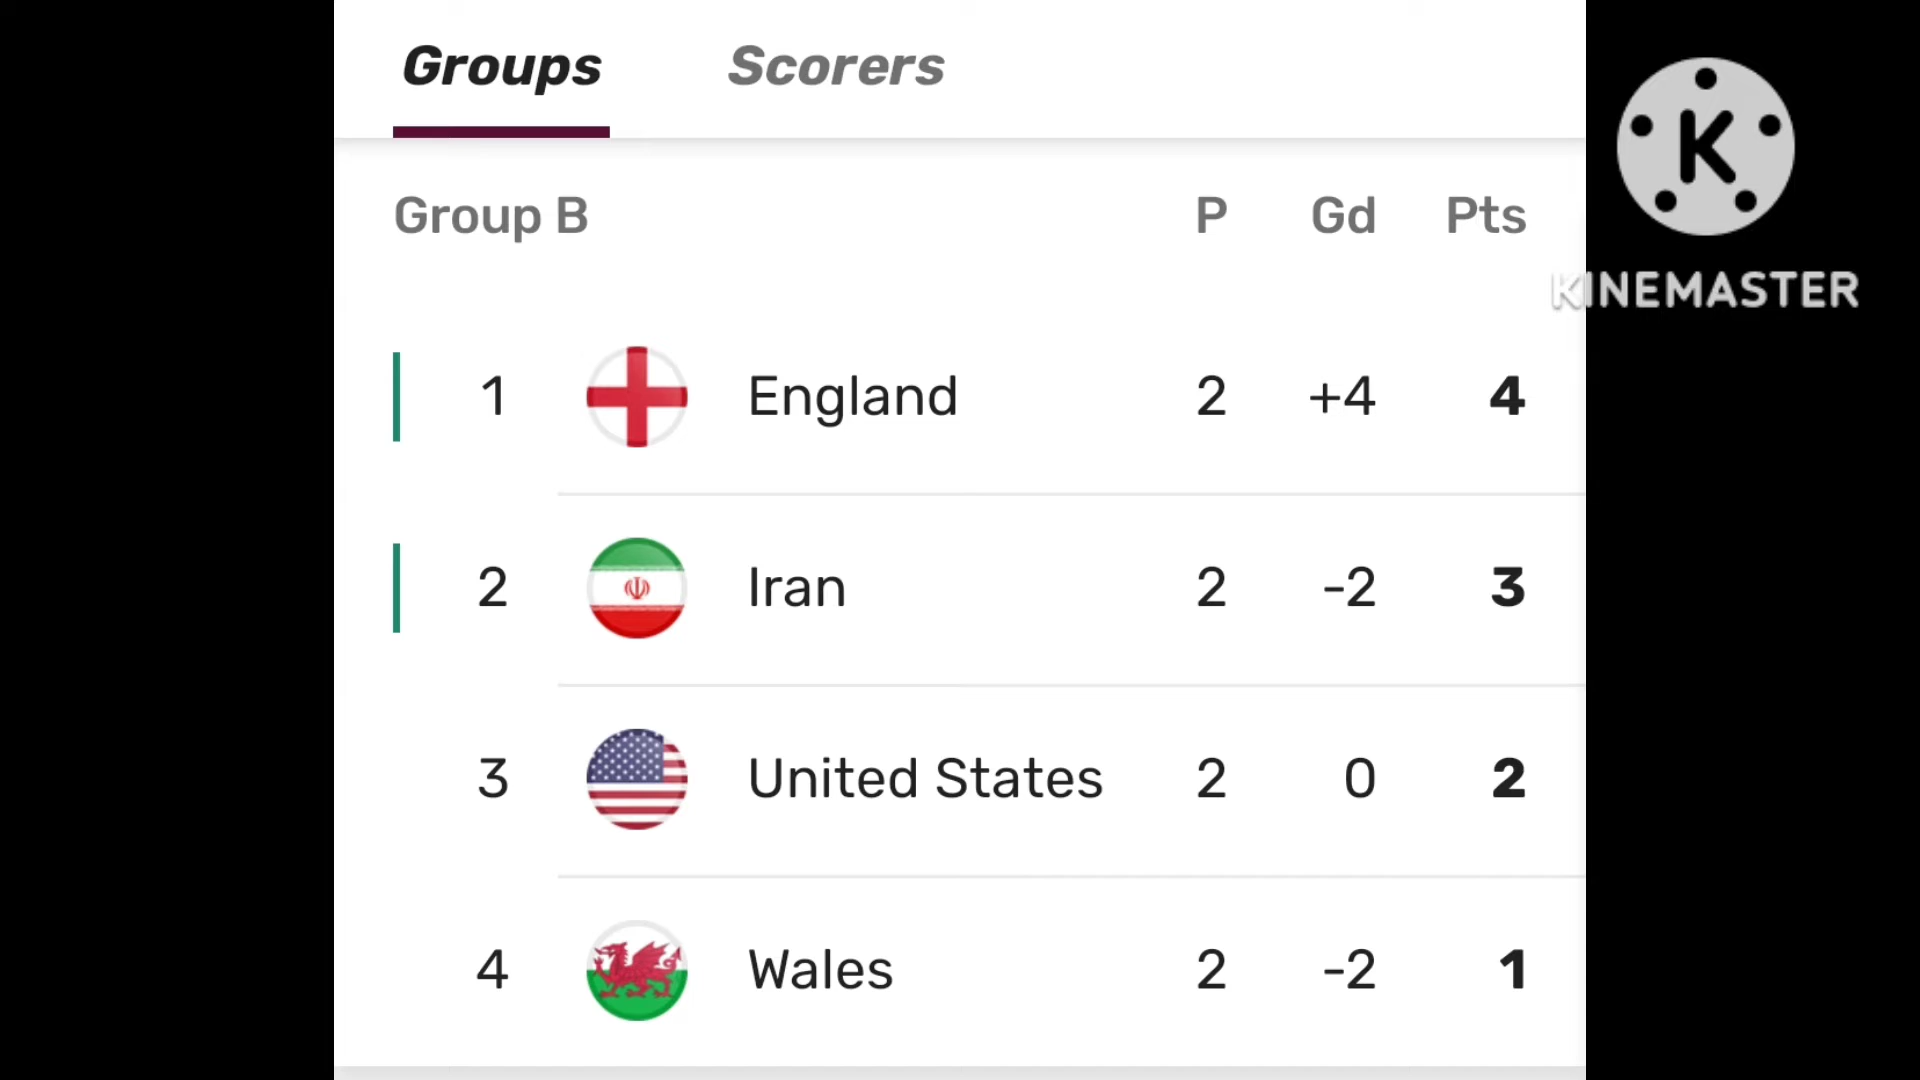 Groups Scorers
Group B P Gd Pts
1 England 2 +4 4
2 Iran 2 -2 3
3 United States 2 0 2
4 Wales 2 -2 1
K
KINEMASTER